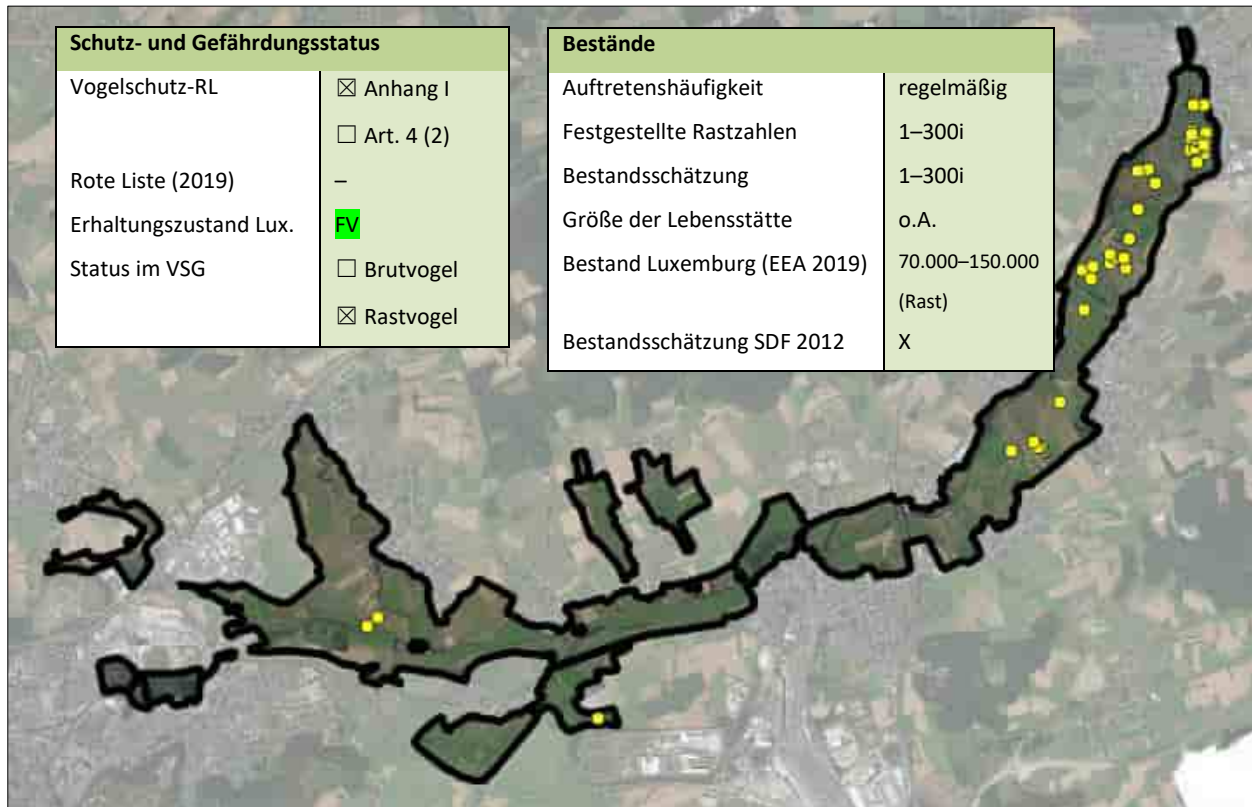 Schutz- und Gefährdungsstatus
Vogelschutz-RL ☒ Anhang I
☐ Art. 4 (2)
Rote Liste (2019) –
Erhaltungszustand Lux. FV
Status im VSG ☐ Brutvogel
☒ Rastvogel
Bestände
Auftretenshäufigkeit regelmäßig
Festgestellte Rastzahlen 1–300i
Bestandsschätzung 1–300i
Größe der Lebensstätte o.A.
Bestand Luxemburg (EEA 2019) 70.000–150.000
(Rast)
Bestandsschätzung SDF 2012 X